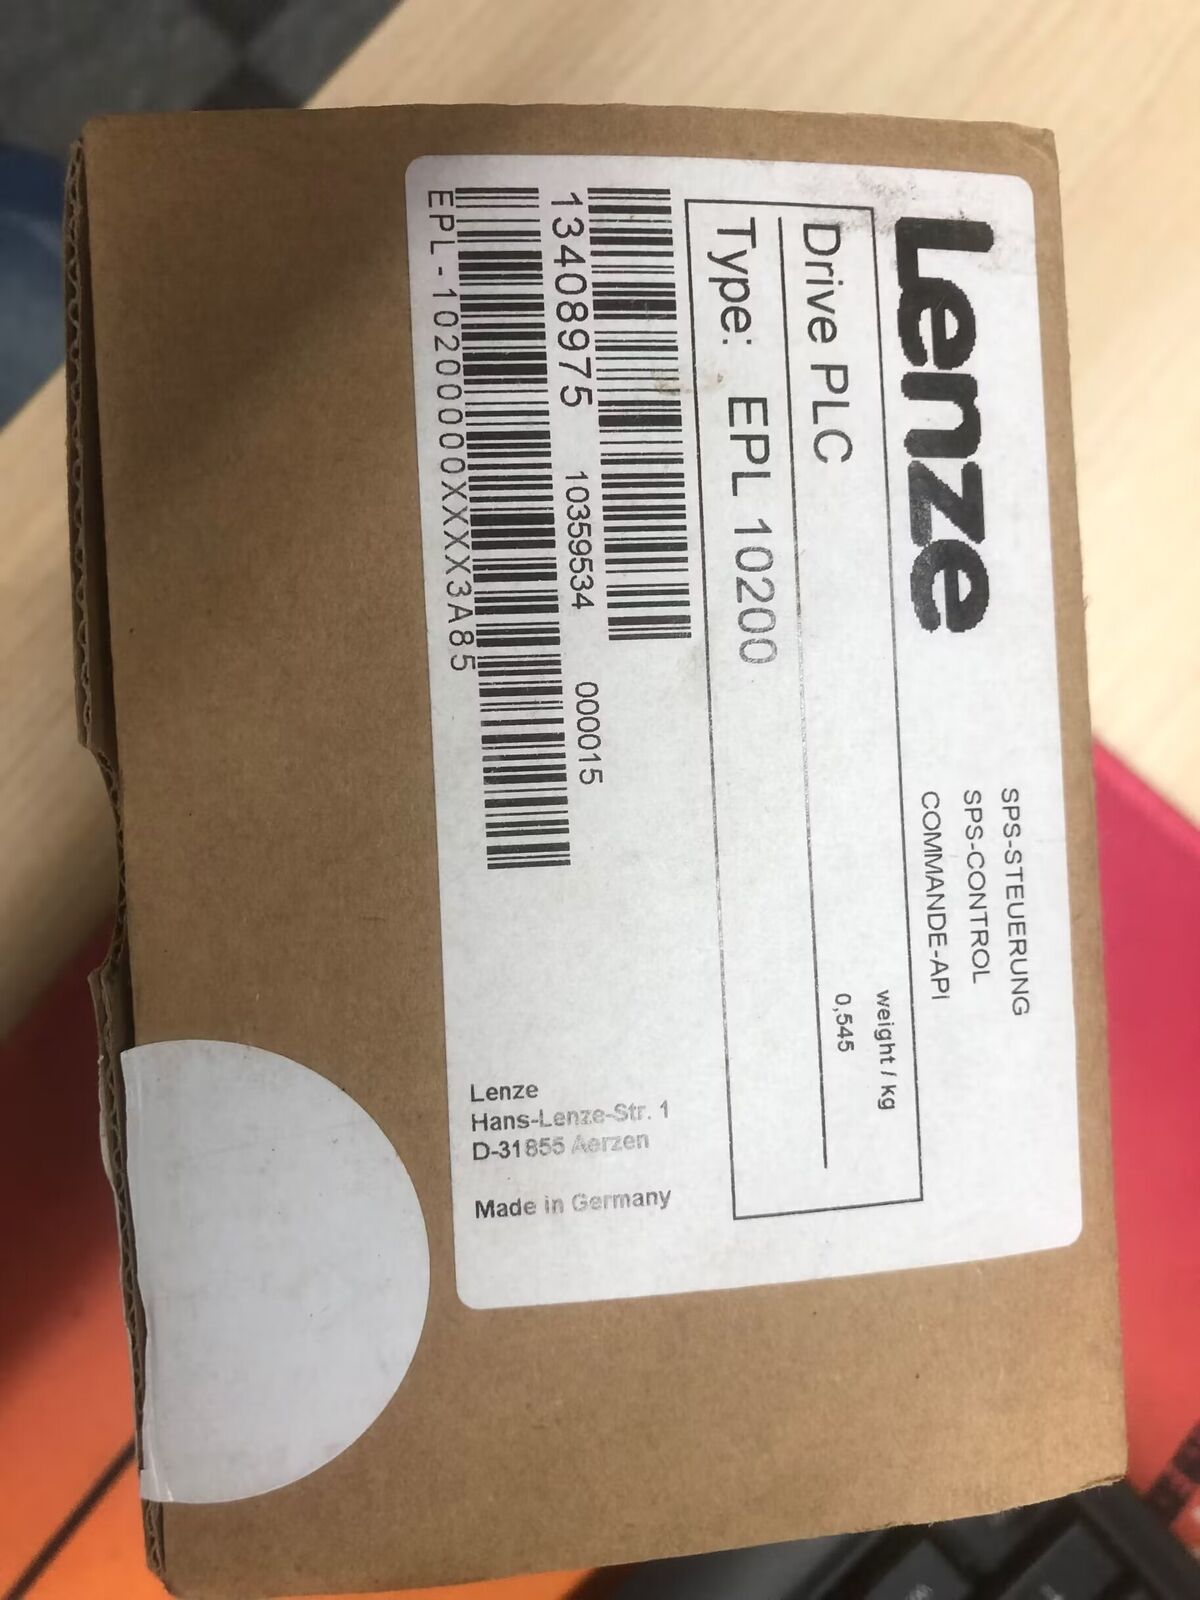 Lenze
SPS-STEUERUNG
SPS-CONTROL
COMMANDE-API
Drive PLC
weight / kg
0,545
Type: EPL 10200
13408975 10359534 000015
EPL-10200000XXXX3A85
Lenze
Hans-Lenze-Str. 1
D-31855 Aerzen
Made in Germany